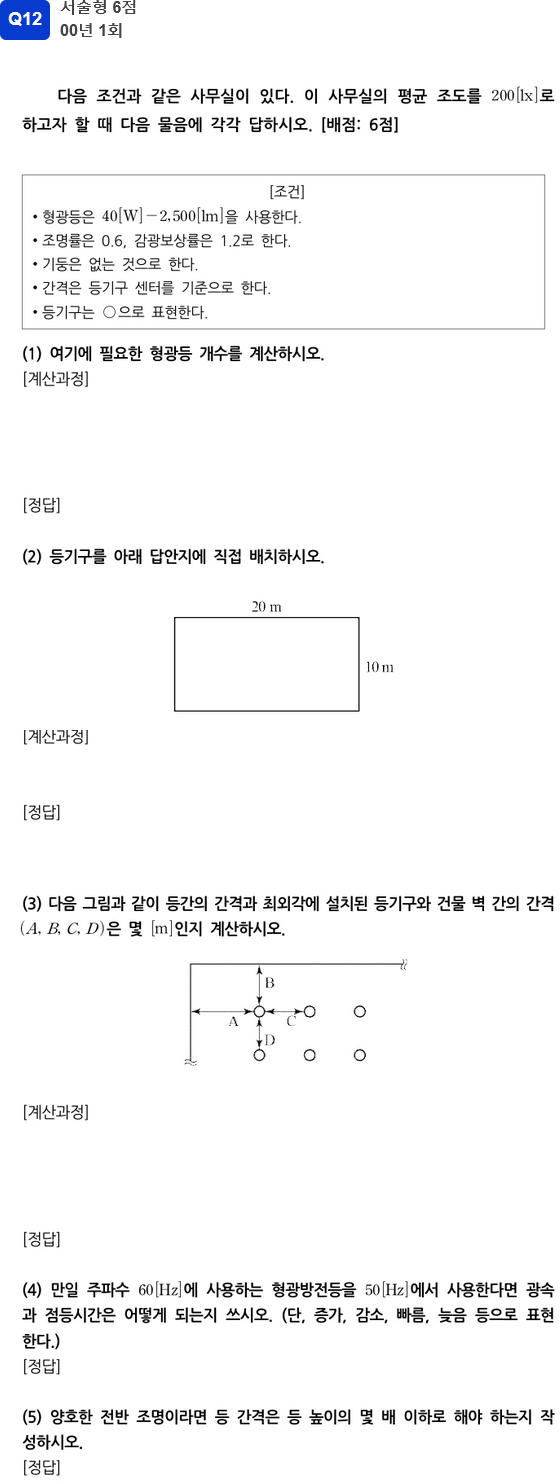 Q12
서술형 6점
00년 1회
다음 조건과 같은 사무실이 있다. 이 사무실의 평균 조도를 200[lx]로
하고자 할 때 다음 물음에 각각 답하시오. [배점: 6점]
[조건]
• 형광등은 40[W]－2,500[lm]을 사용한다.
• 조명률은 0.6, 감광보상률은 1.2로 한다.
• 기둥은 없는 것으로 한다.
• 간격은 등기구 센터를 기준으로 한다.
• 등기구는 ○으로 표현한다.
(1) 여기에 필요한 형광등 개수를 계산하시오.
[계산과정]
[정답]
(2) 등기구를 아래 답안지에 직접 배치하시오.
20 m
10 m
[계산과정]
[정답]
(3) 다음 그림과 같이 등간의 간격과 최외각에 설치된 등기구와 건물 벽 간의 간격
(A, B, C, D)은 몇 [m]인지 계산하시오.
B
A C
D
[계산과정]
[정답]
(4) 만일 주파수 60[Hz]에 사용하는 형광방전등을 50[Hz]에서 사용한다면 광속
과 점등시간은 어떻게 되는지 쓰시오. (단, 증가, 감소, 빠름, 늦음 등으로 표현
한다.)
[정답]
(5) 양호한 전반 조명이라면 등 간격은 등 높이의 몇 배 이하로 해야 하는지 작
성하시오.
[정답]